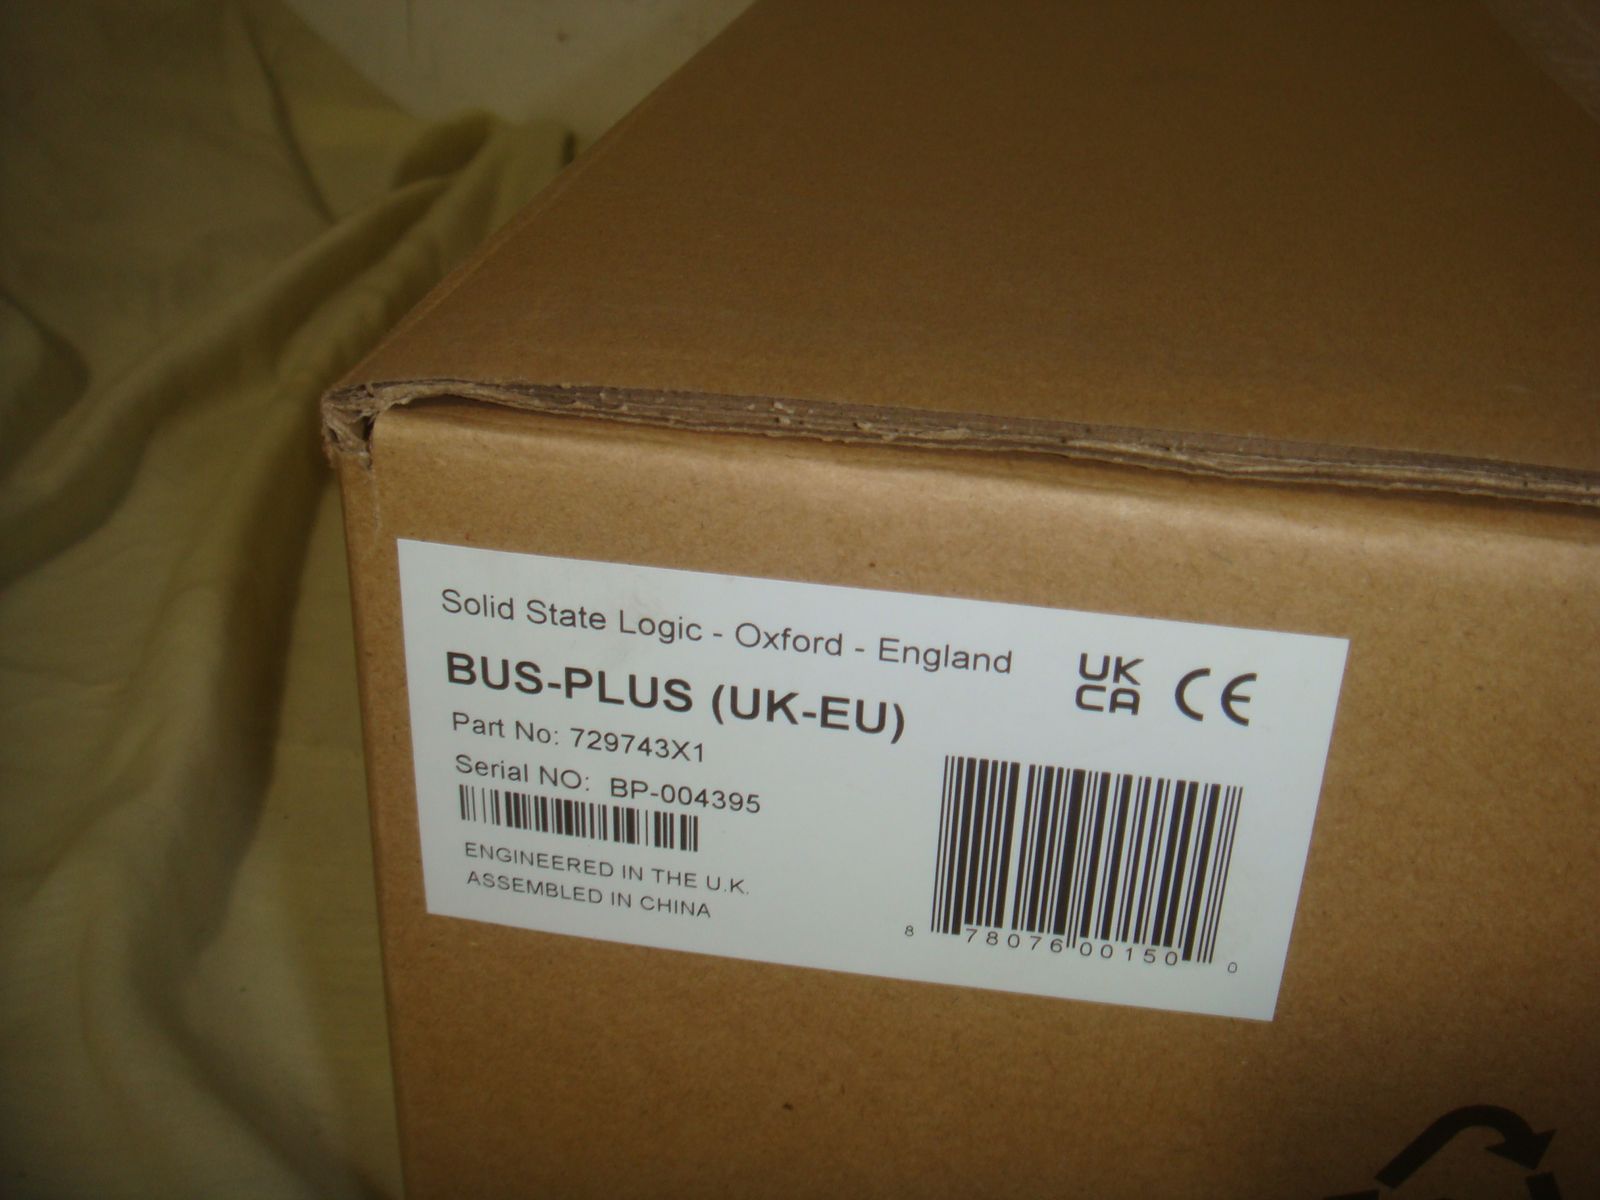 Solid State Logic - Oxford - England
UK
CA
CE
BUS-PLUS (UK-EU)
Part No: 729743X1
Serial NO: BP-004395
ENGINEERED IN THE U.K.
ASSEMBLED IN CHINA
8 78076 00150 0